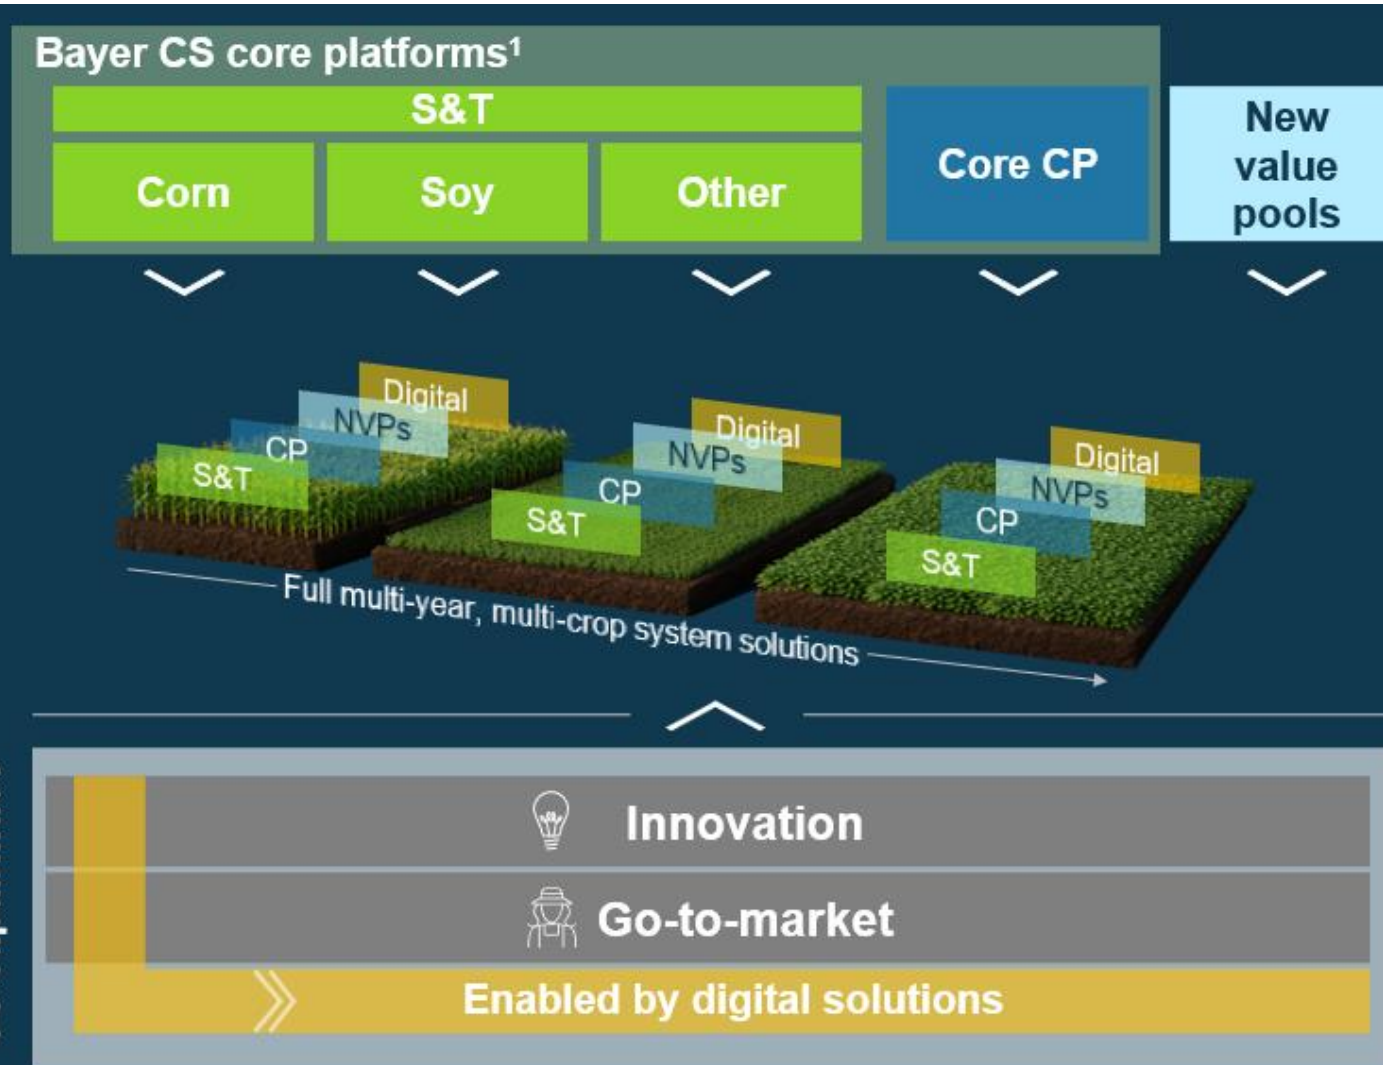 Bayer CS core platforms¹
S&T
Corn
Soy
Other
Core CP
New
value
pools
Digital
NVPs
CP
S&T
Digital
NVPs
CP
S&T
Digital
NVPs
CP
S&T
Full multi-year, multi-crop system solutions
Innovation
Go-to-market
Enabled by digital solutions